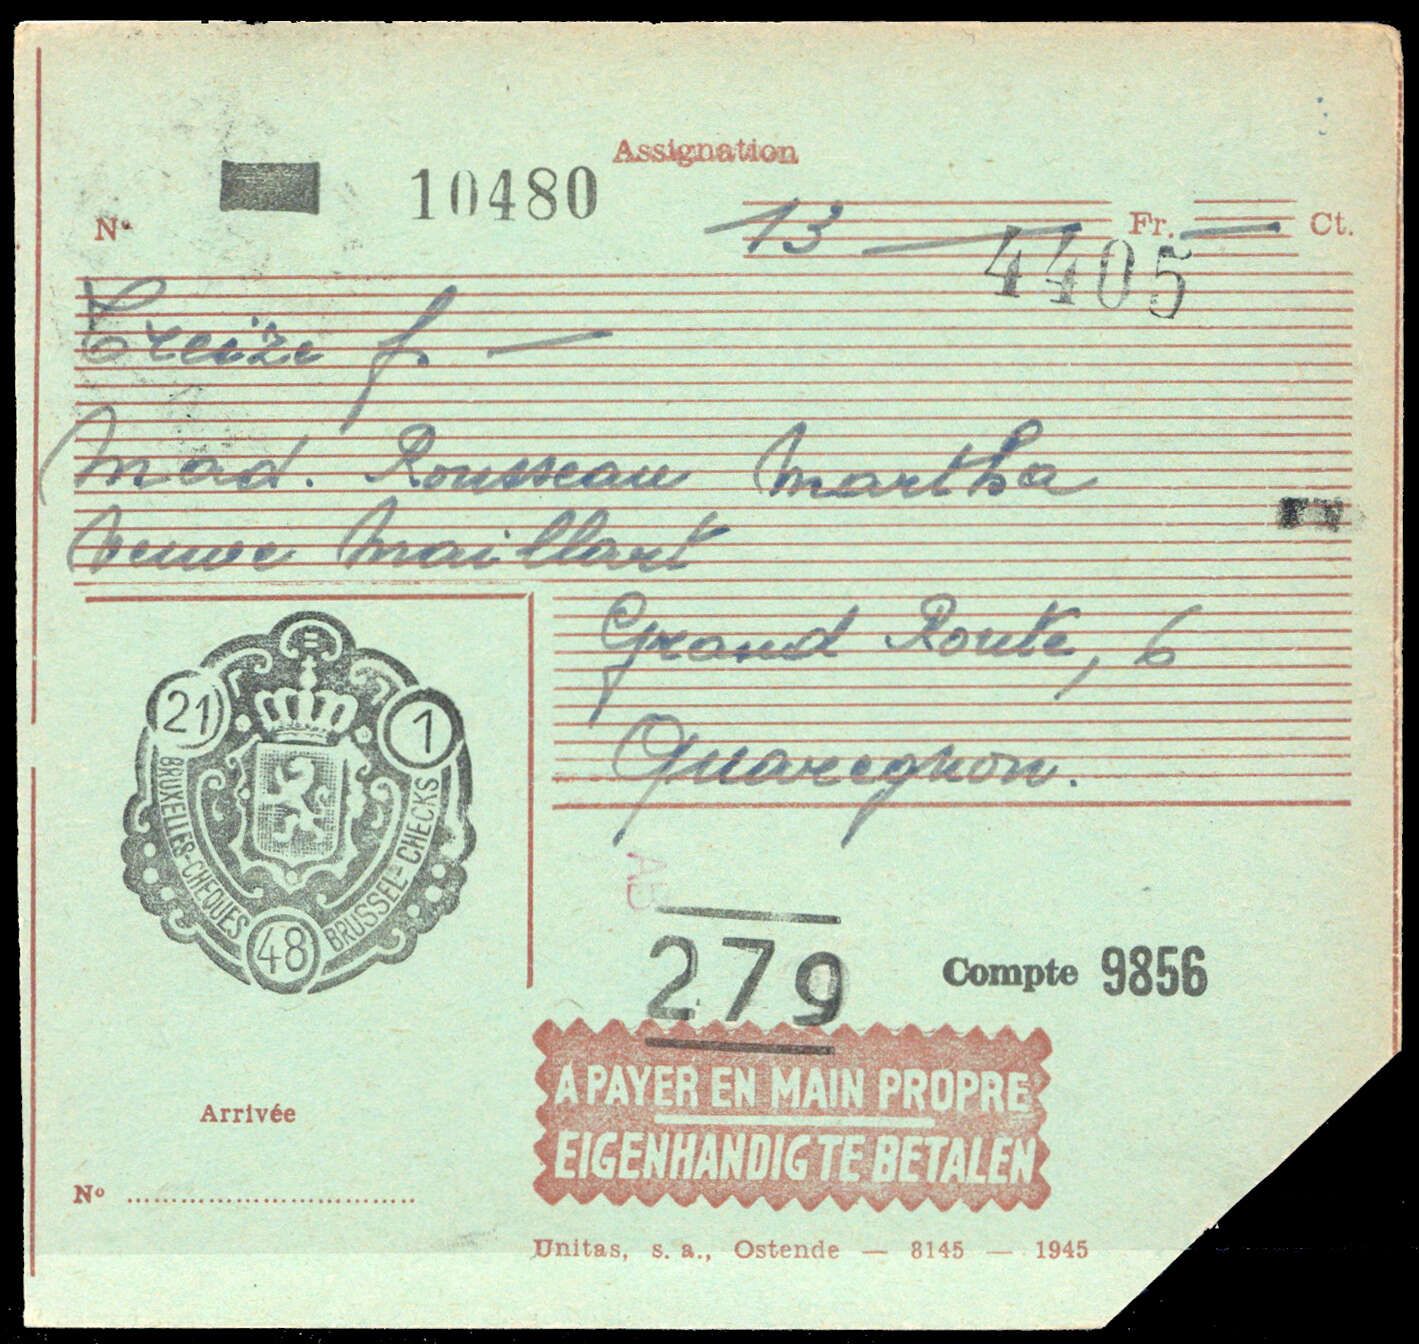 Assignation
N° 10480
13 Fr. Ct.
4405
Treize f.
Mad. Rousseau Martha
Veuve Maillart
Grand Route, 6
Quaregnon.
B
21 1
BRUXELLES-CHEQUES
BRUSSEL-CHECKS
48
AB
279
Compte 9856
A PAYER EN MAIN PROPRE
EIGENHANDIG TE BETALEN
Arrivée
N° ................................
Unitas, s. a., Ostende — 8145 — 1945